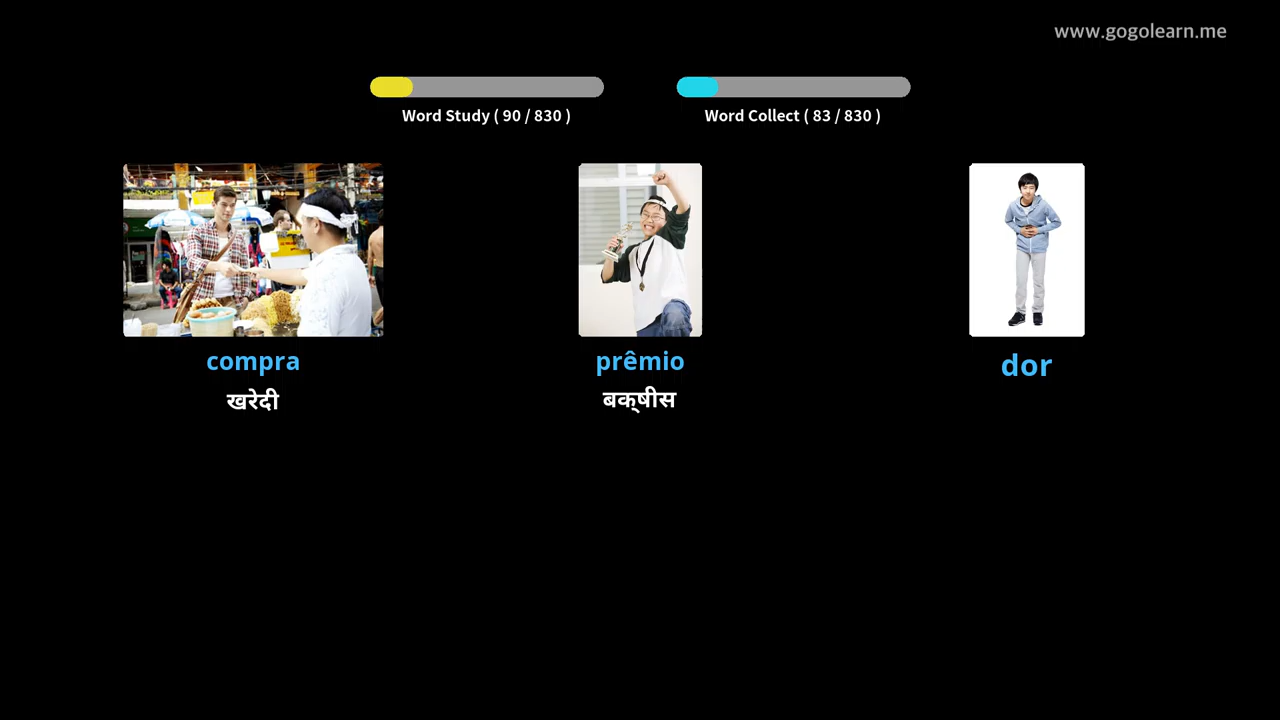 www.gogolearn.me
Word Study ( 90 / 830 )
Word Collect ( 83 / 830 )
compra
खरेदी
prêmio
बक्षीस
dor